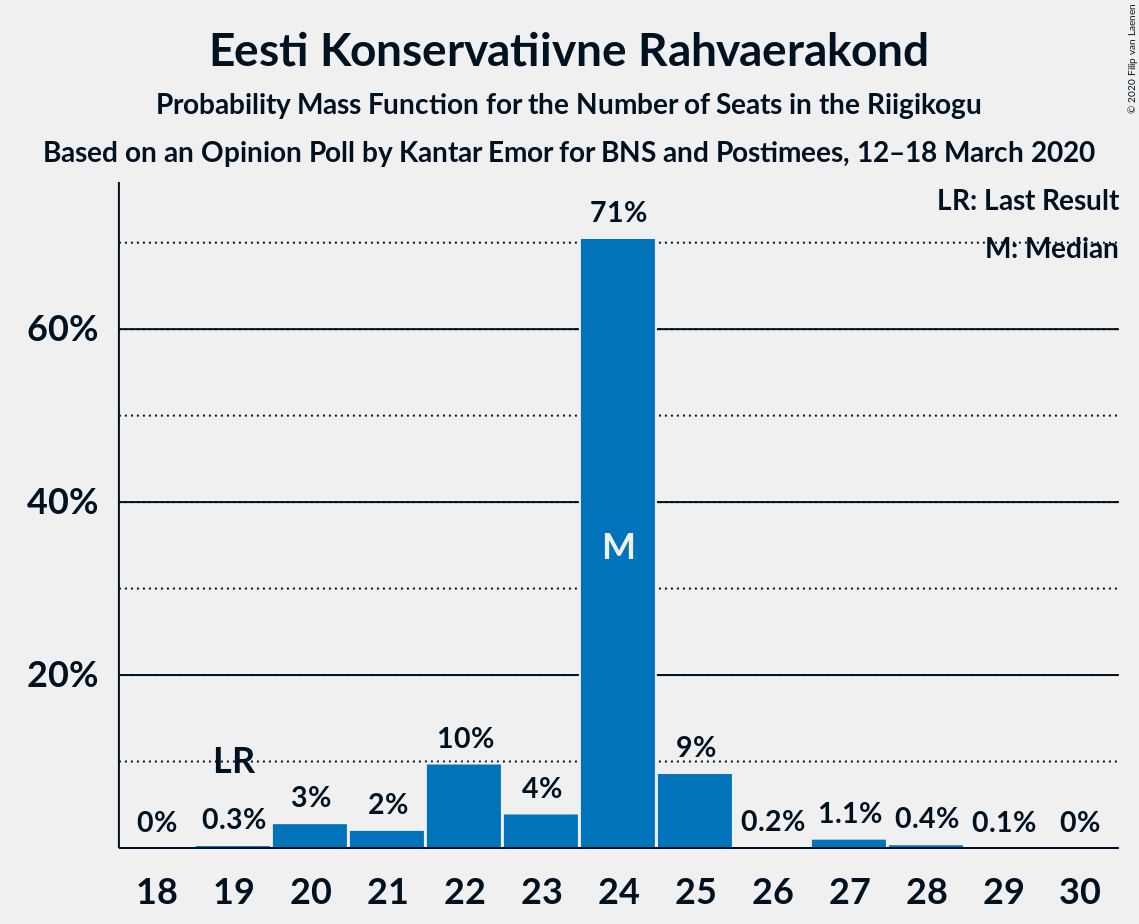 Eesti Konservatiivne Rahvaerakond
Probability Mass Function for the Number of Seats in the Riigikogu
Based on an Opinion Poll by Kantar Emor for BNS and Postimees, 12–18 March 2020
© 2020 Filip van Laenen
LR: Last Result
M: Median
60%
40%
20%
0%
LR
0.3%
3%
2%
10%
4%
71%
M
9%
0.2%
1.1%
0.4%
0.1%
0%
18 19 20 21 22 23 24 25 26 27 28 29 30